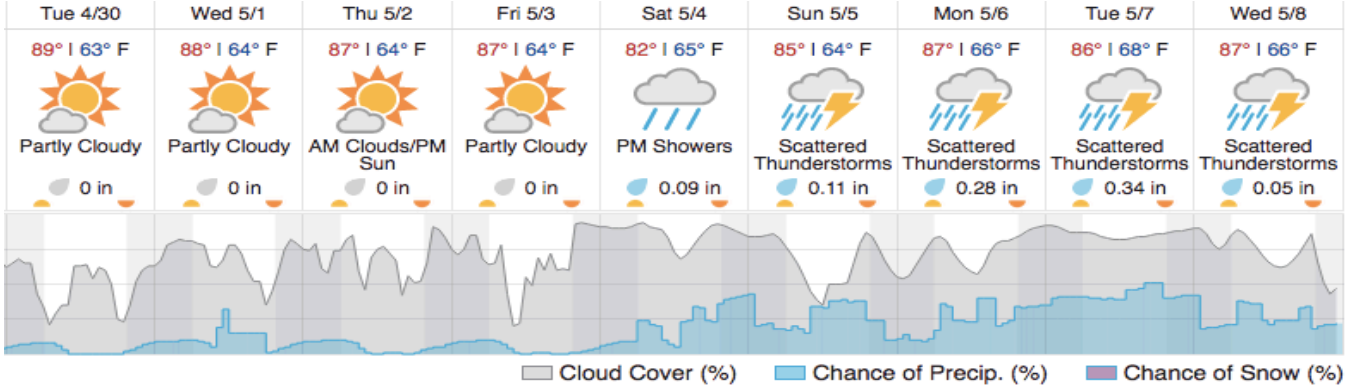 Tue 4/30 Wed 5/1 Thu 5/2 Fri 5/3 Sat 5/4 Sun 5/5 Mon 5/6 Tue 5/7 Wed 5/8
89° | 63° F 88° | 64° F 87° | 64° F 87° | 64° F 82° | 65° F 85° | 64° F 87° | 66° F 86° | 68° F 87° | 66° F
Partly Cloudy Partly Cloudy AM Clouds/PM Partly Cloudy PM Showers Scattered Scattered Scattered Scattered
Sun Thunderstorms Thunderstorms Thunderstorms Thunderstorms
0 in 0 in 0 in 0 in 0.09 in 0.11 in 0.28 in 0.34 in 0.05 in
Cloud Cover (%) Chance of Precip. (%) Chance of Snow (%)